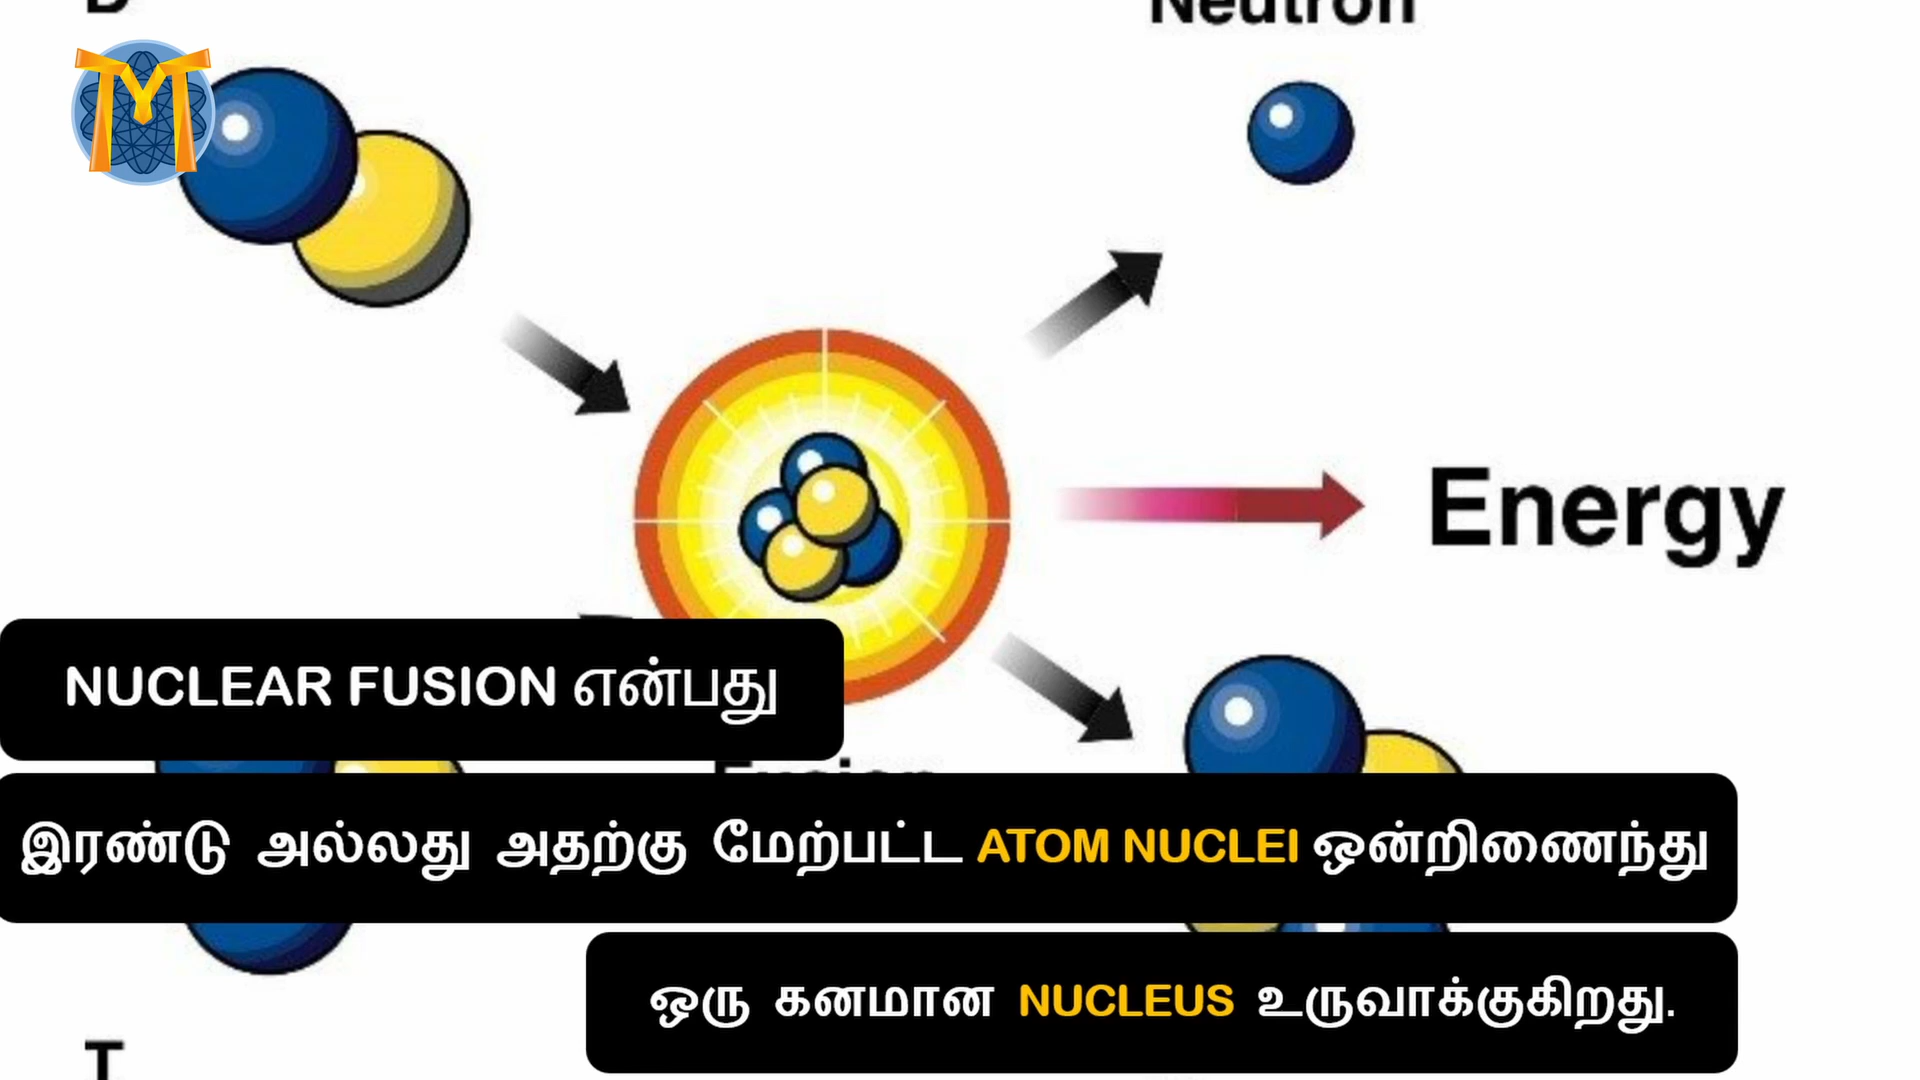 D
Neutron
Energy
NUCLEAR FUSION என்பது
Fusion
இரண்டு அல்லது அதற்கு மேற்பட்ட ATOM NUCLEI ஒன்றிணைந்து
ஒரு கனமான NUCLEUS உருவாக்குகிறது.
T